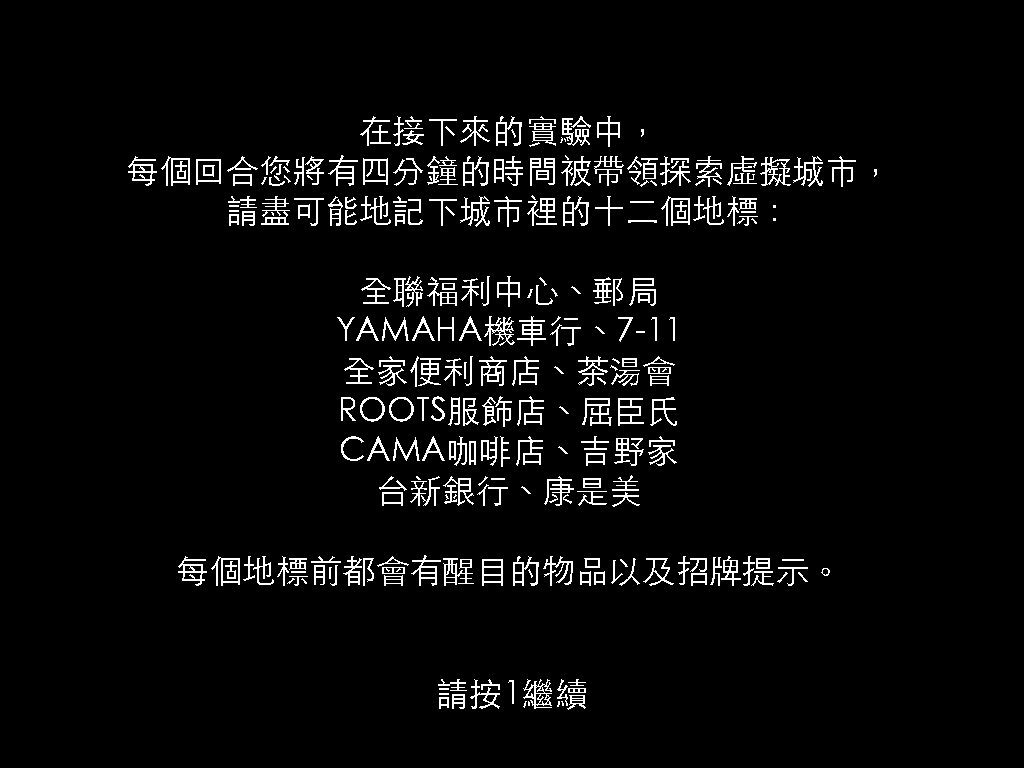 在接下來的實驗中，
每個回合您將有四分鐘的時間被帶領探索虛擬城市，
請盡可能地記下城市裡的十二個地標：
全聯福利中心、郵局
YAMAHA機車行、7-11
全家便利商店、茶湯會
ROOTS服飾店、屈臣氏
CAMA咖啡店、吉野家
台新銀行、康是美
每個地標前都會有醒目的物品以及招牌提示。
請按1繼續